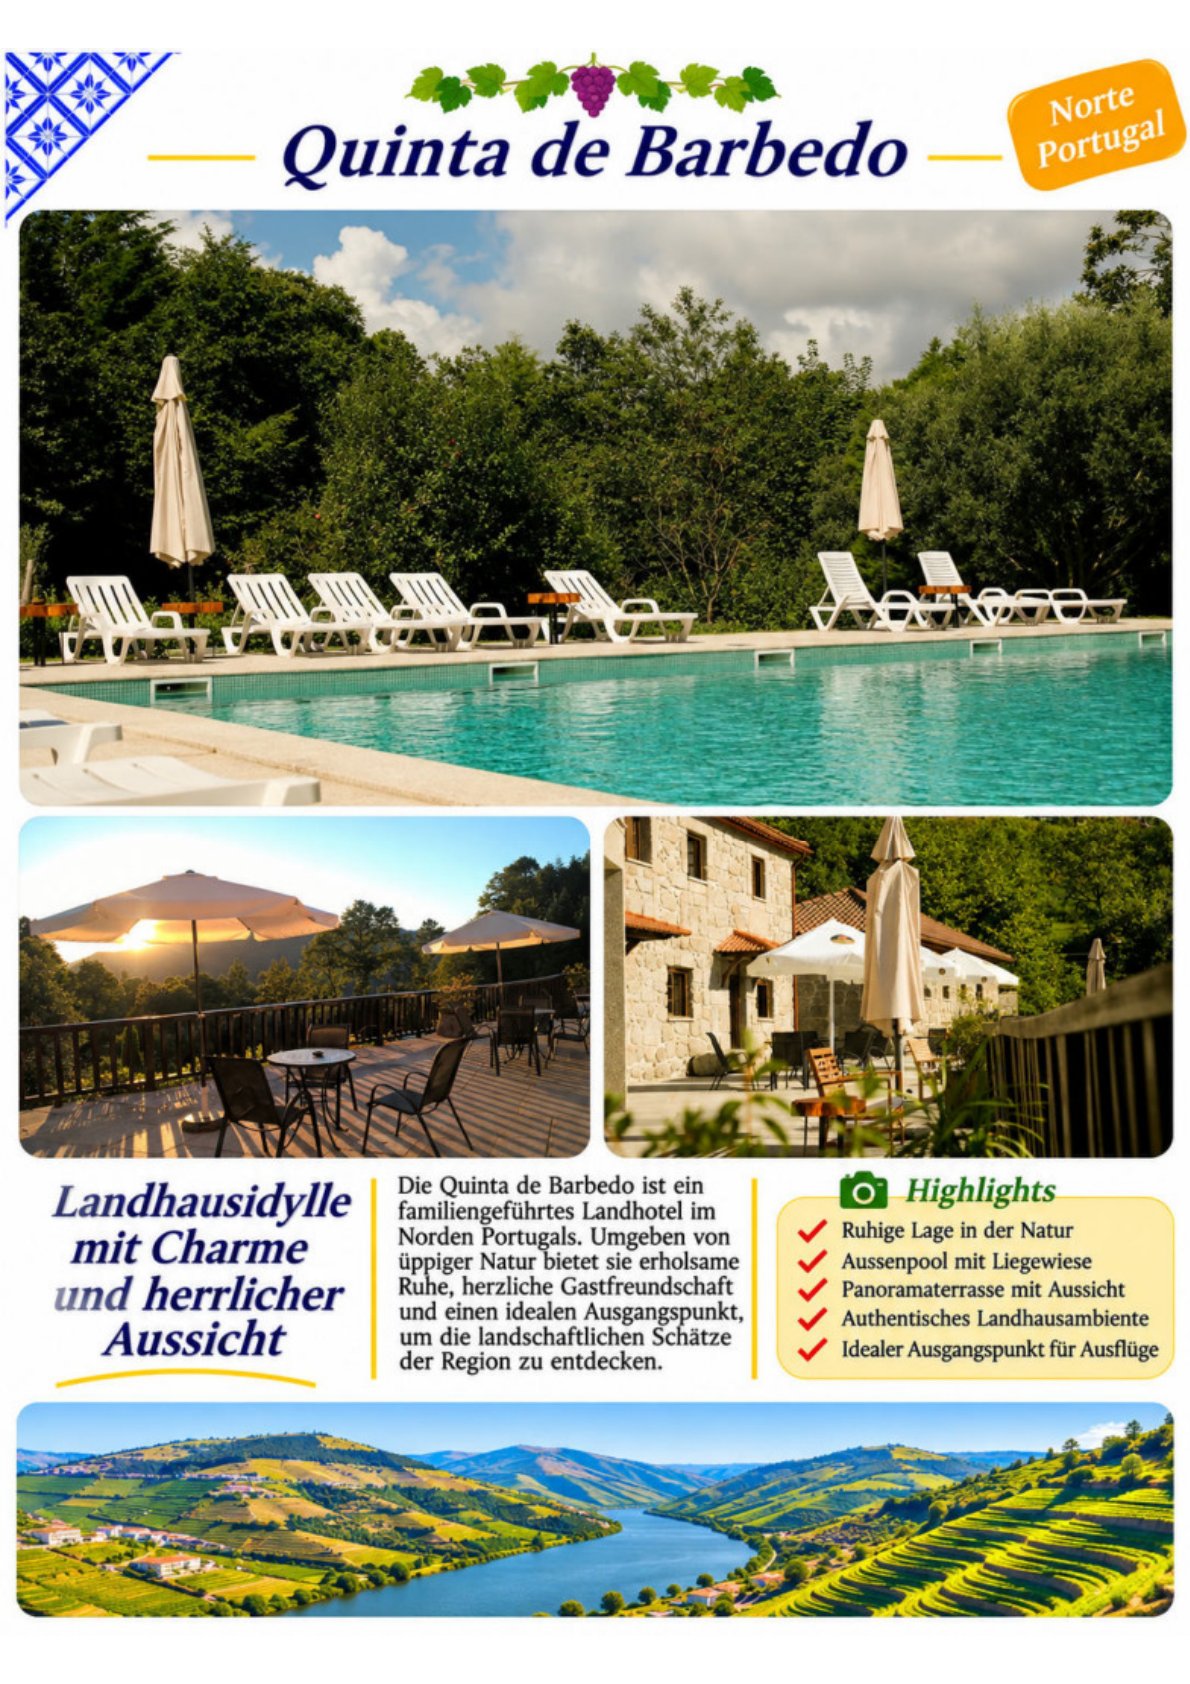 Quinta de Barbedo
Norte
Portugal
Landhausidylle
mit Charme
und herrlicher
Aussicht
Die Quinta de Barbedo ist ein
familiengeführtes Landhotel im
Norden Portugals. Umgeben von
üppiger Natur bietet sie erholsame
Ruhe, herzliche Gastfreundschaft
und einen idealen Ausgangspunkt,
um die landschaftlichen Schätze
der Region zu entdecken.
Highlights
Ruhige Lage in der Natur
Aussenpool mit Liegewiese
Panoramaterrasse mit Aussicht
Authentisches Landhausambiente
Idealer Ausgangspunkt für Ausflüge